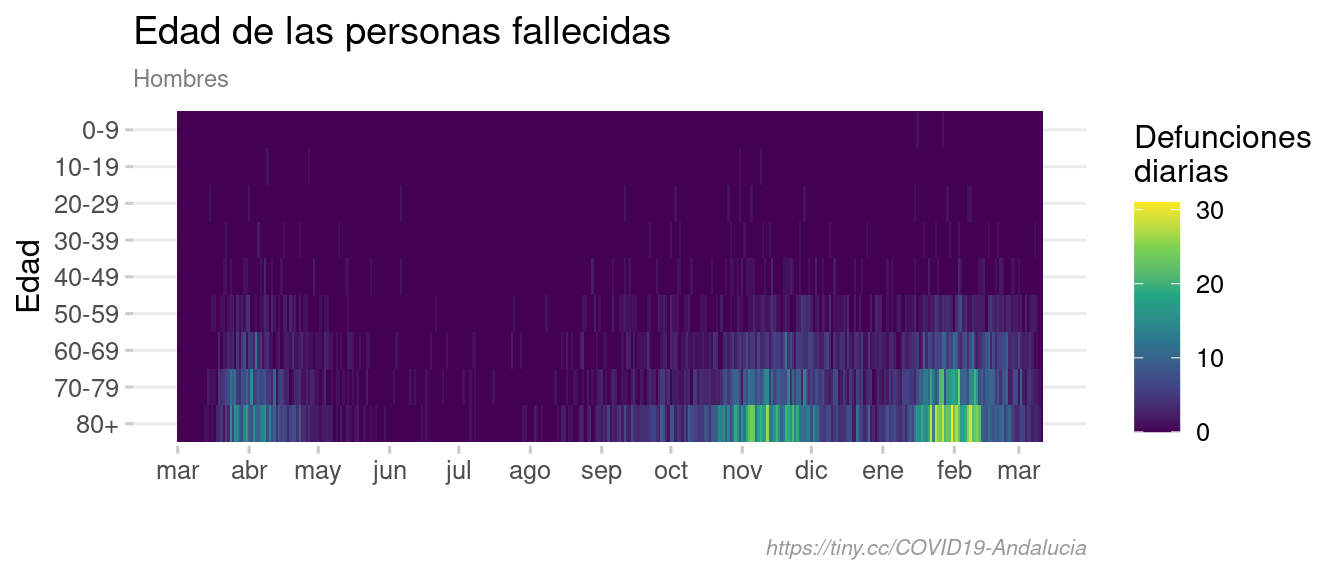 Edad de las personas fallecidas
Hombres
Edad
0-9
10-19
20-29
30-39
40-49
50-59
60-69
70-79
80+
mar abr may jun jul ago sep oct nov dic ene feb mar
Defunciones
diarias
30
20
10
0
https://tiny.cc/COVID19-Andalucia